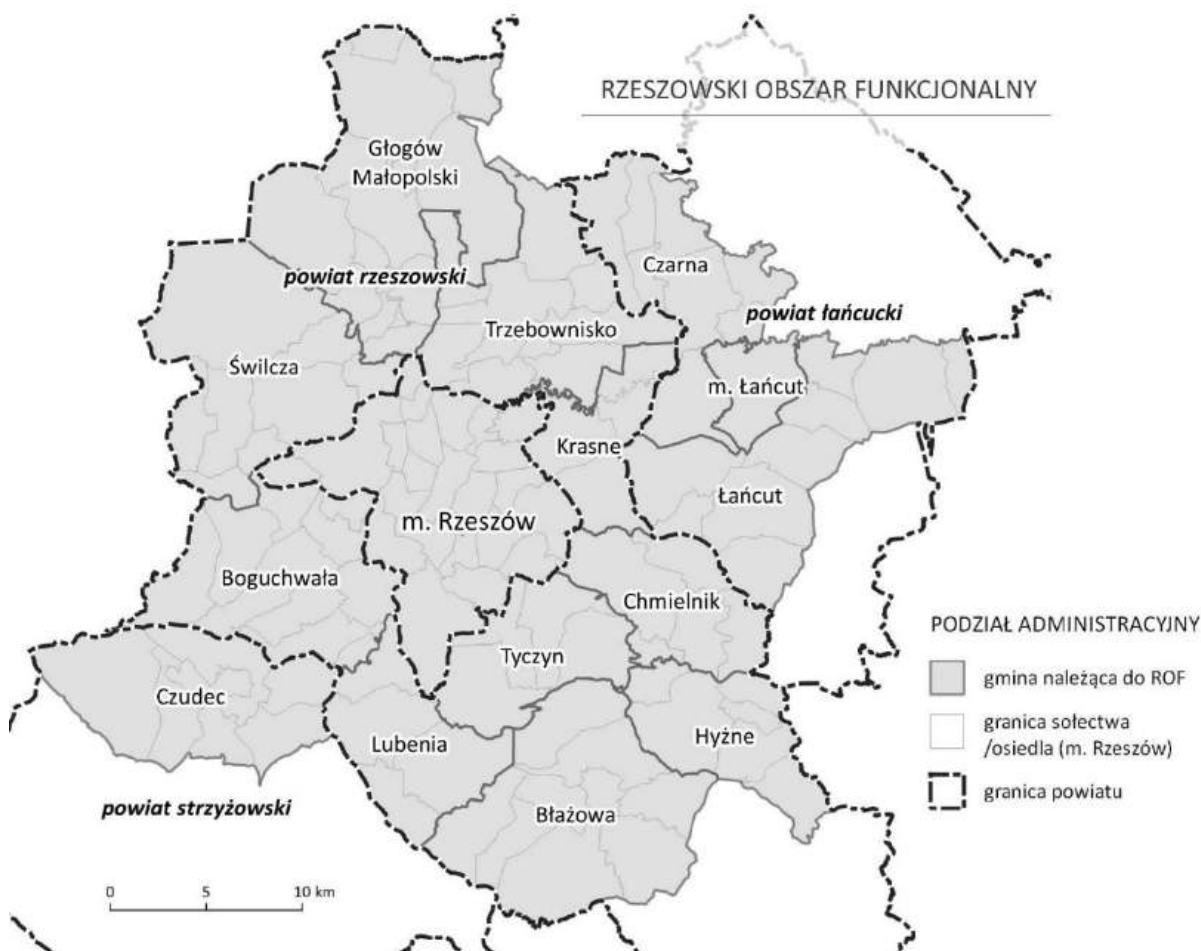 RZESZOWSKI OBSZAR FUNKCJONALNY
Głogów
Małopolski
powiat rzeszowski
Czarna
powiat łańcucki
Trzebownisko
Świlcza
m. Łańcut
Krasne
Łańcut
m. Rzeszów
Boguchwała
Chmielnik
Tyczyn
Czudec
Lubenia
Hyżne
Błażowa
powiat strzyżowski
0 5 10 km
PODZIAŁ ADMINISTRACYJNY
gmina należąca do ROF
granica sołectwa
/osiedla (m. Rzeszów)
granica powiatu